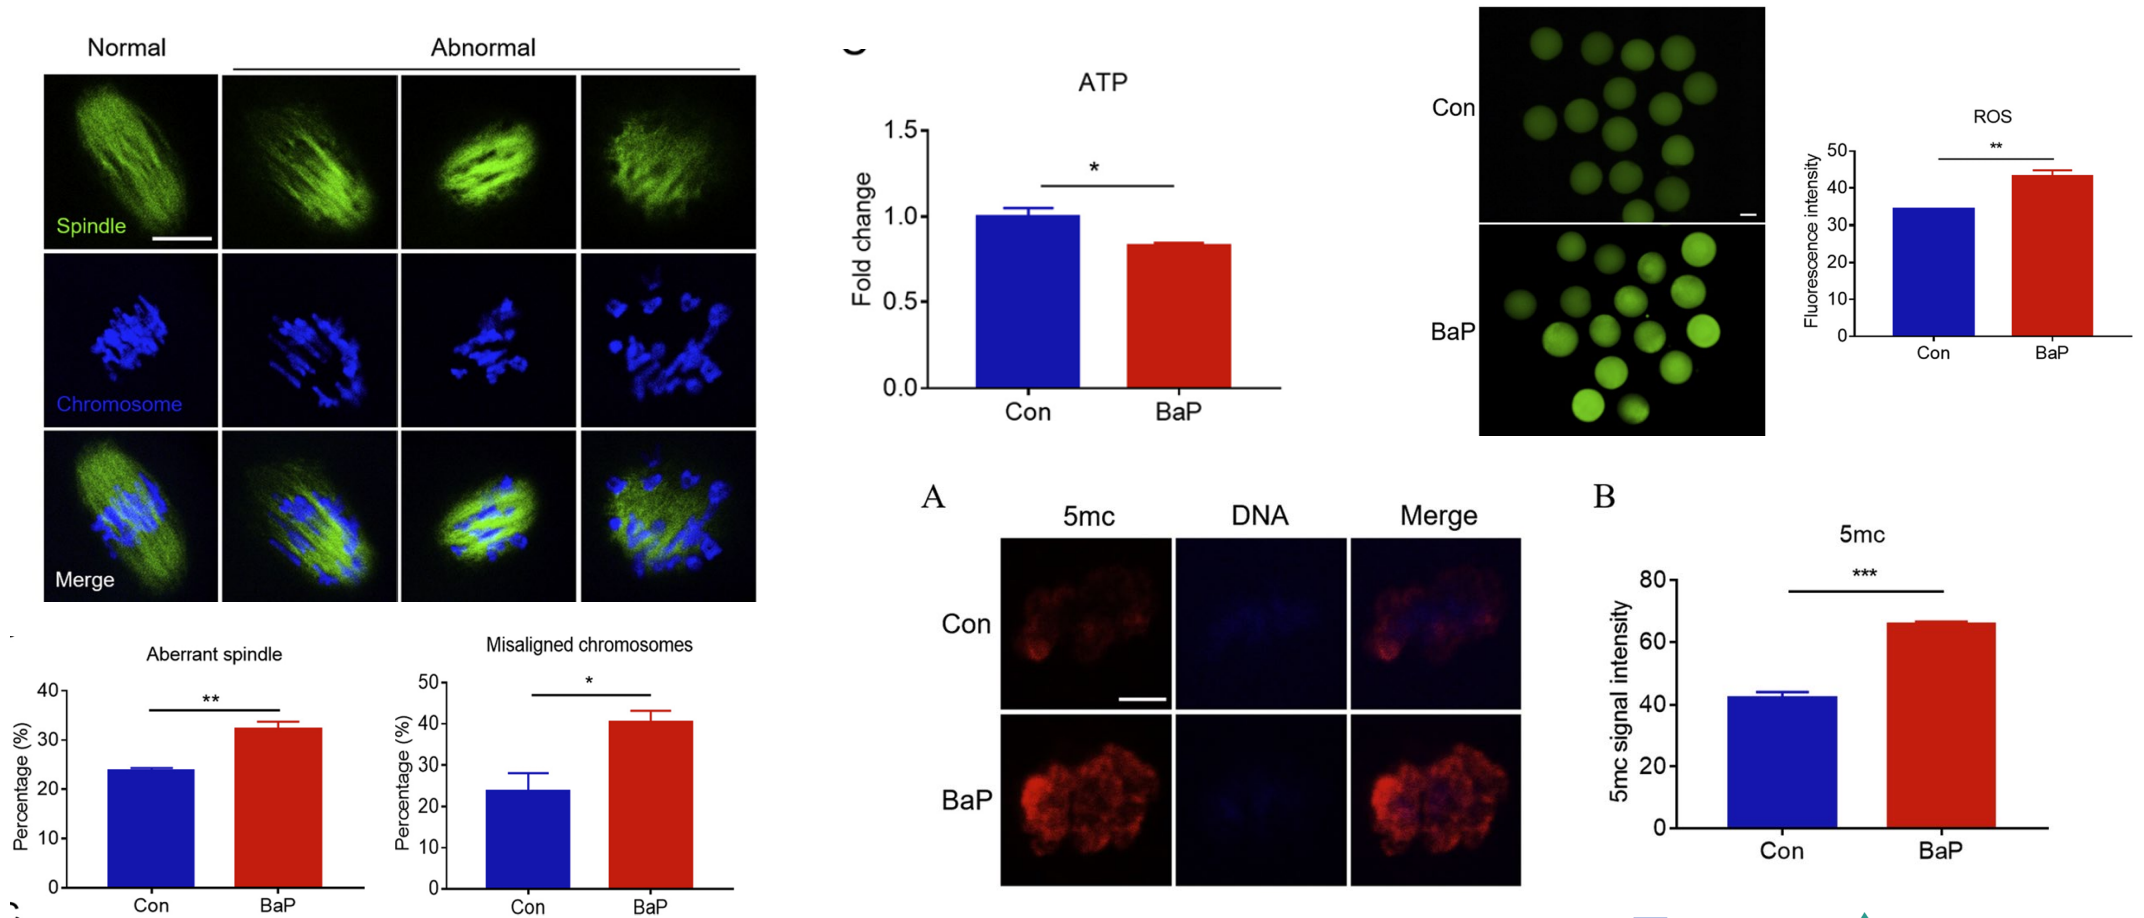 Normal
Abnormal
Spindle
Chromosome
Merge
Aberrant spindle
**
Percentage (%)
40
30
20
10
0
Con
BaP
Misaligned chromosomes
*
Percentage (%)
50
40
30
20
10
0
Con
BaP
ATP
*
Fold change
1.5
1.0
0.5
0.0
Con
BaP
Con
BaP
ROS
**
Fluorescence intensity
50
40
30
20
10
0
Con
BaP
A
5mc
DNA
Merge
Con
BaP
B
5mc
***
5mc signal intensity
80
60
40
20
0
Con
BaP